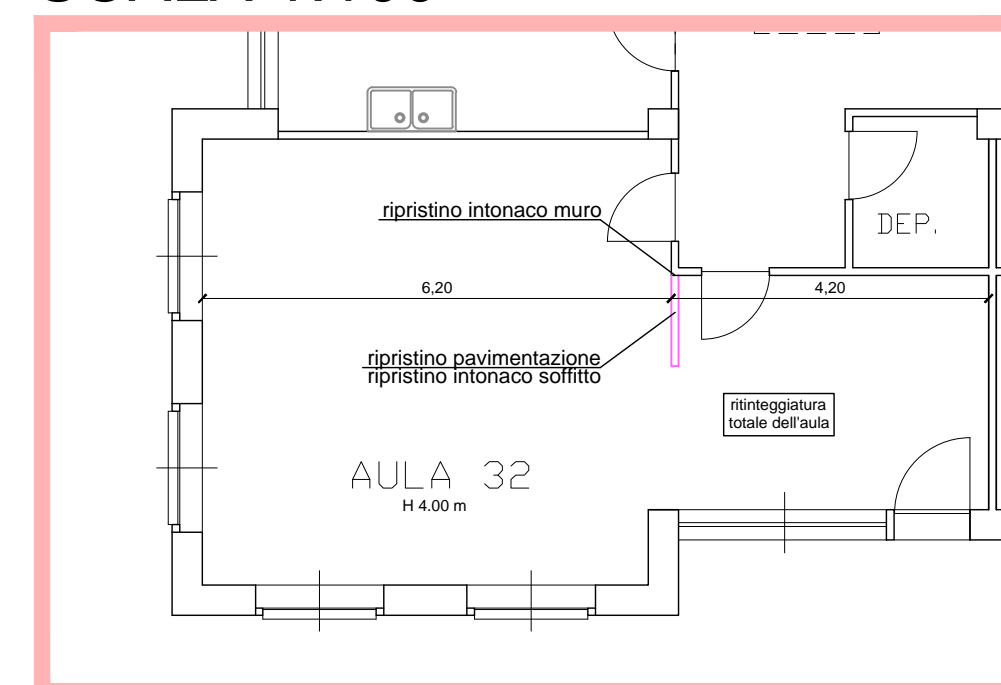 ripristino intonaco muro
DEP.
6,20
4,20
ripristino pavimentazione
ripristino intonaco soffitto
ritinteggiatura
totale dell'aula
AULA 32
H 4.00 m